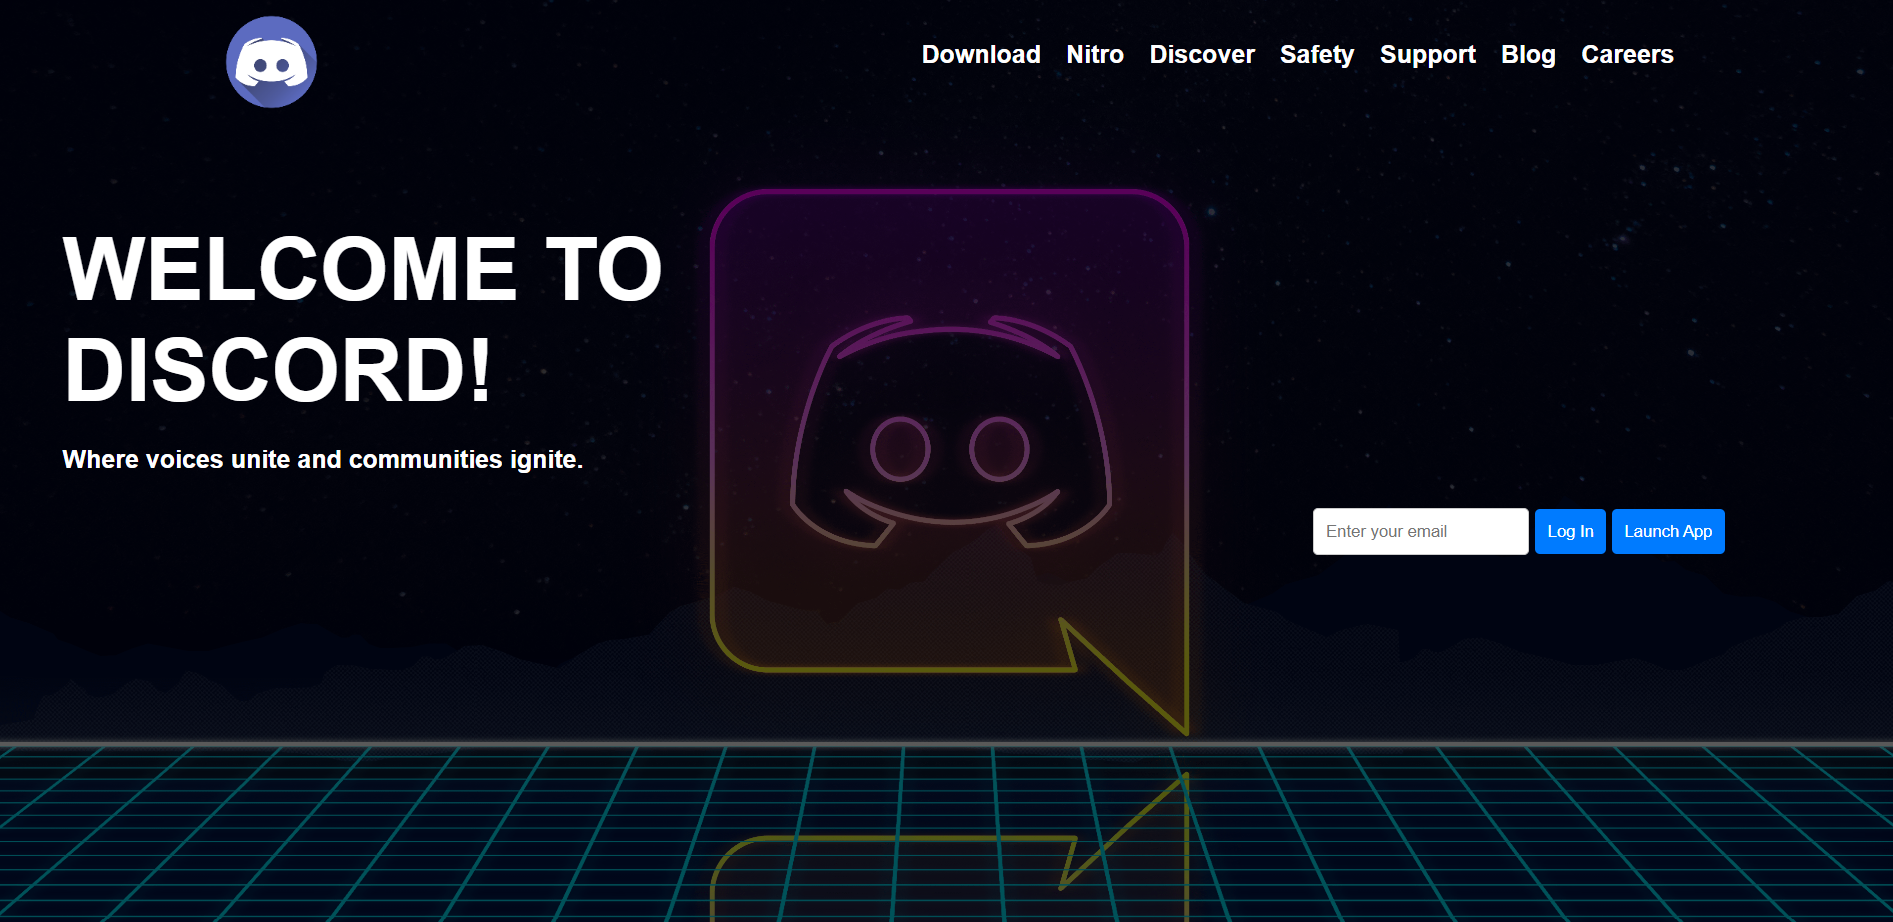 Download Nitro Discover Safety Support Blog Careers
WELCOME TO
DISCORD!
Where voices unite and communities ignite.
Enter your email Log In Launch App